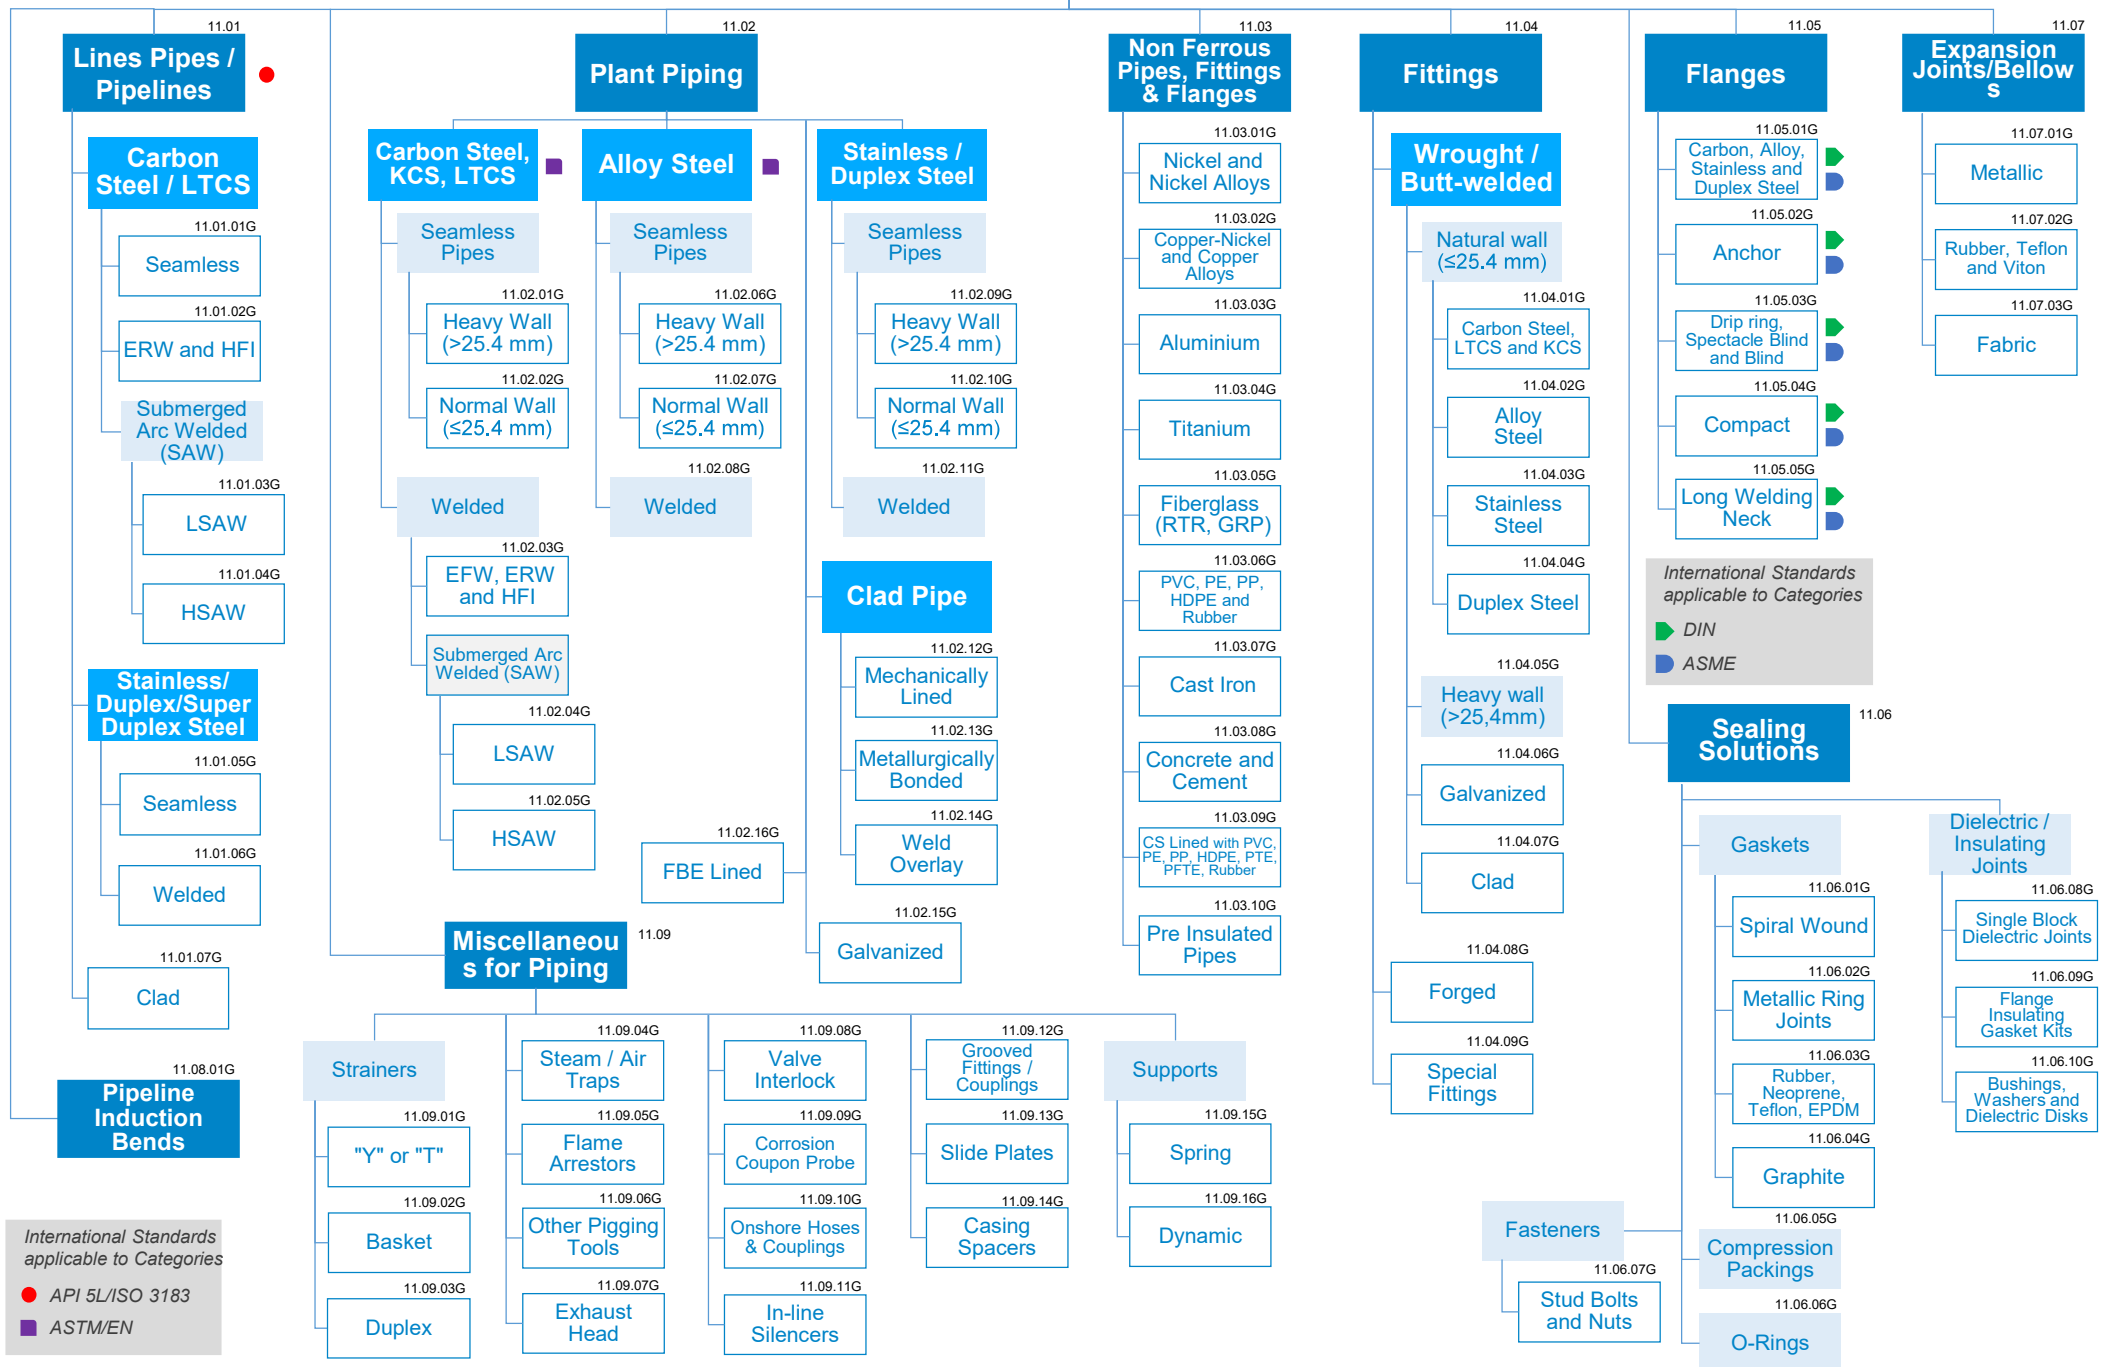 11.01
Lines Pipes /
Pipelines
Carbon
Steel / LTCS
11.01.01G
Seamless
11.01.02G
ERW and HFI
Submerged
Arc Welded
(SAW)
11.01.03G
LSAW
11.01.04G
HSAW
Stainless/
Duplex/Super
Duplex Steel
11.01.05G
Seamless
11.01.06G
Welded
11.01.07G
Clad
11.08.01G
Pipeline
Induction
Bends
International Standards
applicable to Categories
API 5L/ISO 3183
ASTM/EN
11.02
Plant Piping
Carbon Steel,
KCS, LTCS
Seamless
Pipes
11.02.01G
Heavy Wall
(>25.4 mm)
11.02.02G
Normal Wall
(≤25.4 mm)
Welded
11.02.03G
EFW, ERW
and HFI
Submerged Arc
Welded (SAW)
11.02.04G
LSAW
11.02.05G
HSAW
Alloy Steel
Seamless
Pipes
11.02.06G
Heavy Wall
(>25.4 mm)
11.02.07G
Normal Wall
(≤25.4 mm)
11.02.08G
Welded
Stainless /
Duplex Steel
Seamless
Pipes
11.02.09G
Heavy Wall
(>25.4 mm)
11.02.10G
Normal Wall
(≤25.4 mm)
11.02.11G
Welded
Clad Pipe
11.02.12G
Mechanically
Lined
11.02.13G
Metallurgically
Bonded
11.02.14G
Weld
Overlay
11.02.16G
FBE Lined
11.02.15G
Galvanized
Miscellaneou
s for Piping
11.09
Strainers
11.09.01G
"Y" or "T"
11.09.02G
Basket
11.09.03G
Duplex
11.09.04G
Steam / Air
Traps
11.09.05G
Flame
Arrestors
11.09.06G
Other Pigging
Tools
11.09.07G
Exhaust
Head
11.09.08G
Valve
Interlock
11.09.09G
Corrosion
Coupon Probe
11.09.10G
Onshore Hoses
& Couplings
11.09.11G
In-line
Silencers
11.09.12G
Grooved
Fittings /
Couplings
11.09.13G
Slide Plates
11.09.14G
Casing
Spacers
Supports
11.09.15G
Spring
11.09.16G
Dynamic
11.03
Non Ferrous
Pipes, Fittings
& Flanges
11.03.01G
Nickel and
Nickel Alloys
11.03.02G
Copper-Nickel
and Copper
Alloys
11.03.03G
Aluminium
11.03.04G
Titanium
11.03.05G
Fiberglass
(RTR, GRP)
11.03.06G
PVC, PE, PP,
HDPE and
Rubber
11.03.07G
Cast Iron
11.03.08G
Concrete and
Cement
11.03.09G
CS Lined with PVC,
PE, PP, HDPE, PTE,
PFTE, Rubber
11.03.10G
Pre Insulated
Pipes
11.04
Fittings
Wrought /
Butt-welded
Natural wall
(≤25.4 mm)
11.04.01G
Carbon Steel,
LTCS and KCS
11.04.02G
Alloy
Steel
11.04.03G
Stainless
Steel
11.04.04G
Duplex Steel
11.04.05G
Heavy wall
(>25,4mm)
11.04.06G
Galvanized
11.04.07G
Clad
11.04.08G
Forged
11.04.09G
Special
Fittings
11.05
Flanges
11.05.01G
Carbon, Alloy,
Stainless and
Duplex Steel
11.05.02G
Anchor
11.05.03G
Drip ring,
Spectacle Blind
and Blind
11.05.04G
Compact
11.05.05G
Long Welding
Neck
International Standards
applicable to Categories
DIN
ASME
11.06
Sealing
Solutions
Gaskets
11.06.01G
Spiral Wound
11.06.02G
Metallic Ring
Joints
11.06.03G
Rubber,
Neoprene,
Teflon, EPDM
11.06.04G
Graphite
11.06.05G
Compression
Packings
11.06.06G
O-Rings
Fasteners
11.06.07G
Stud Bolts
and Nuts
Dielectric /
Insulating
Joints
11.06.08G
Single Block
Dielectric Joints
11.06.09G
Flange
Insulating
Gasket Kits
11.06.10G
Bushings,
Washers and
Dielectric Disks
11.07
Expansion
Joints/Bellow
s
11.07.01G
Metallic
11.07.02G
Rubber, Teflon
and Viton
11.07.03G
Fabric